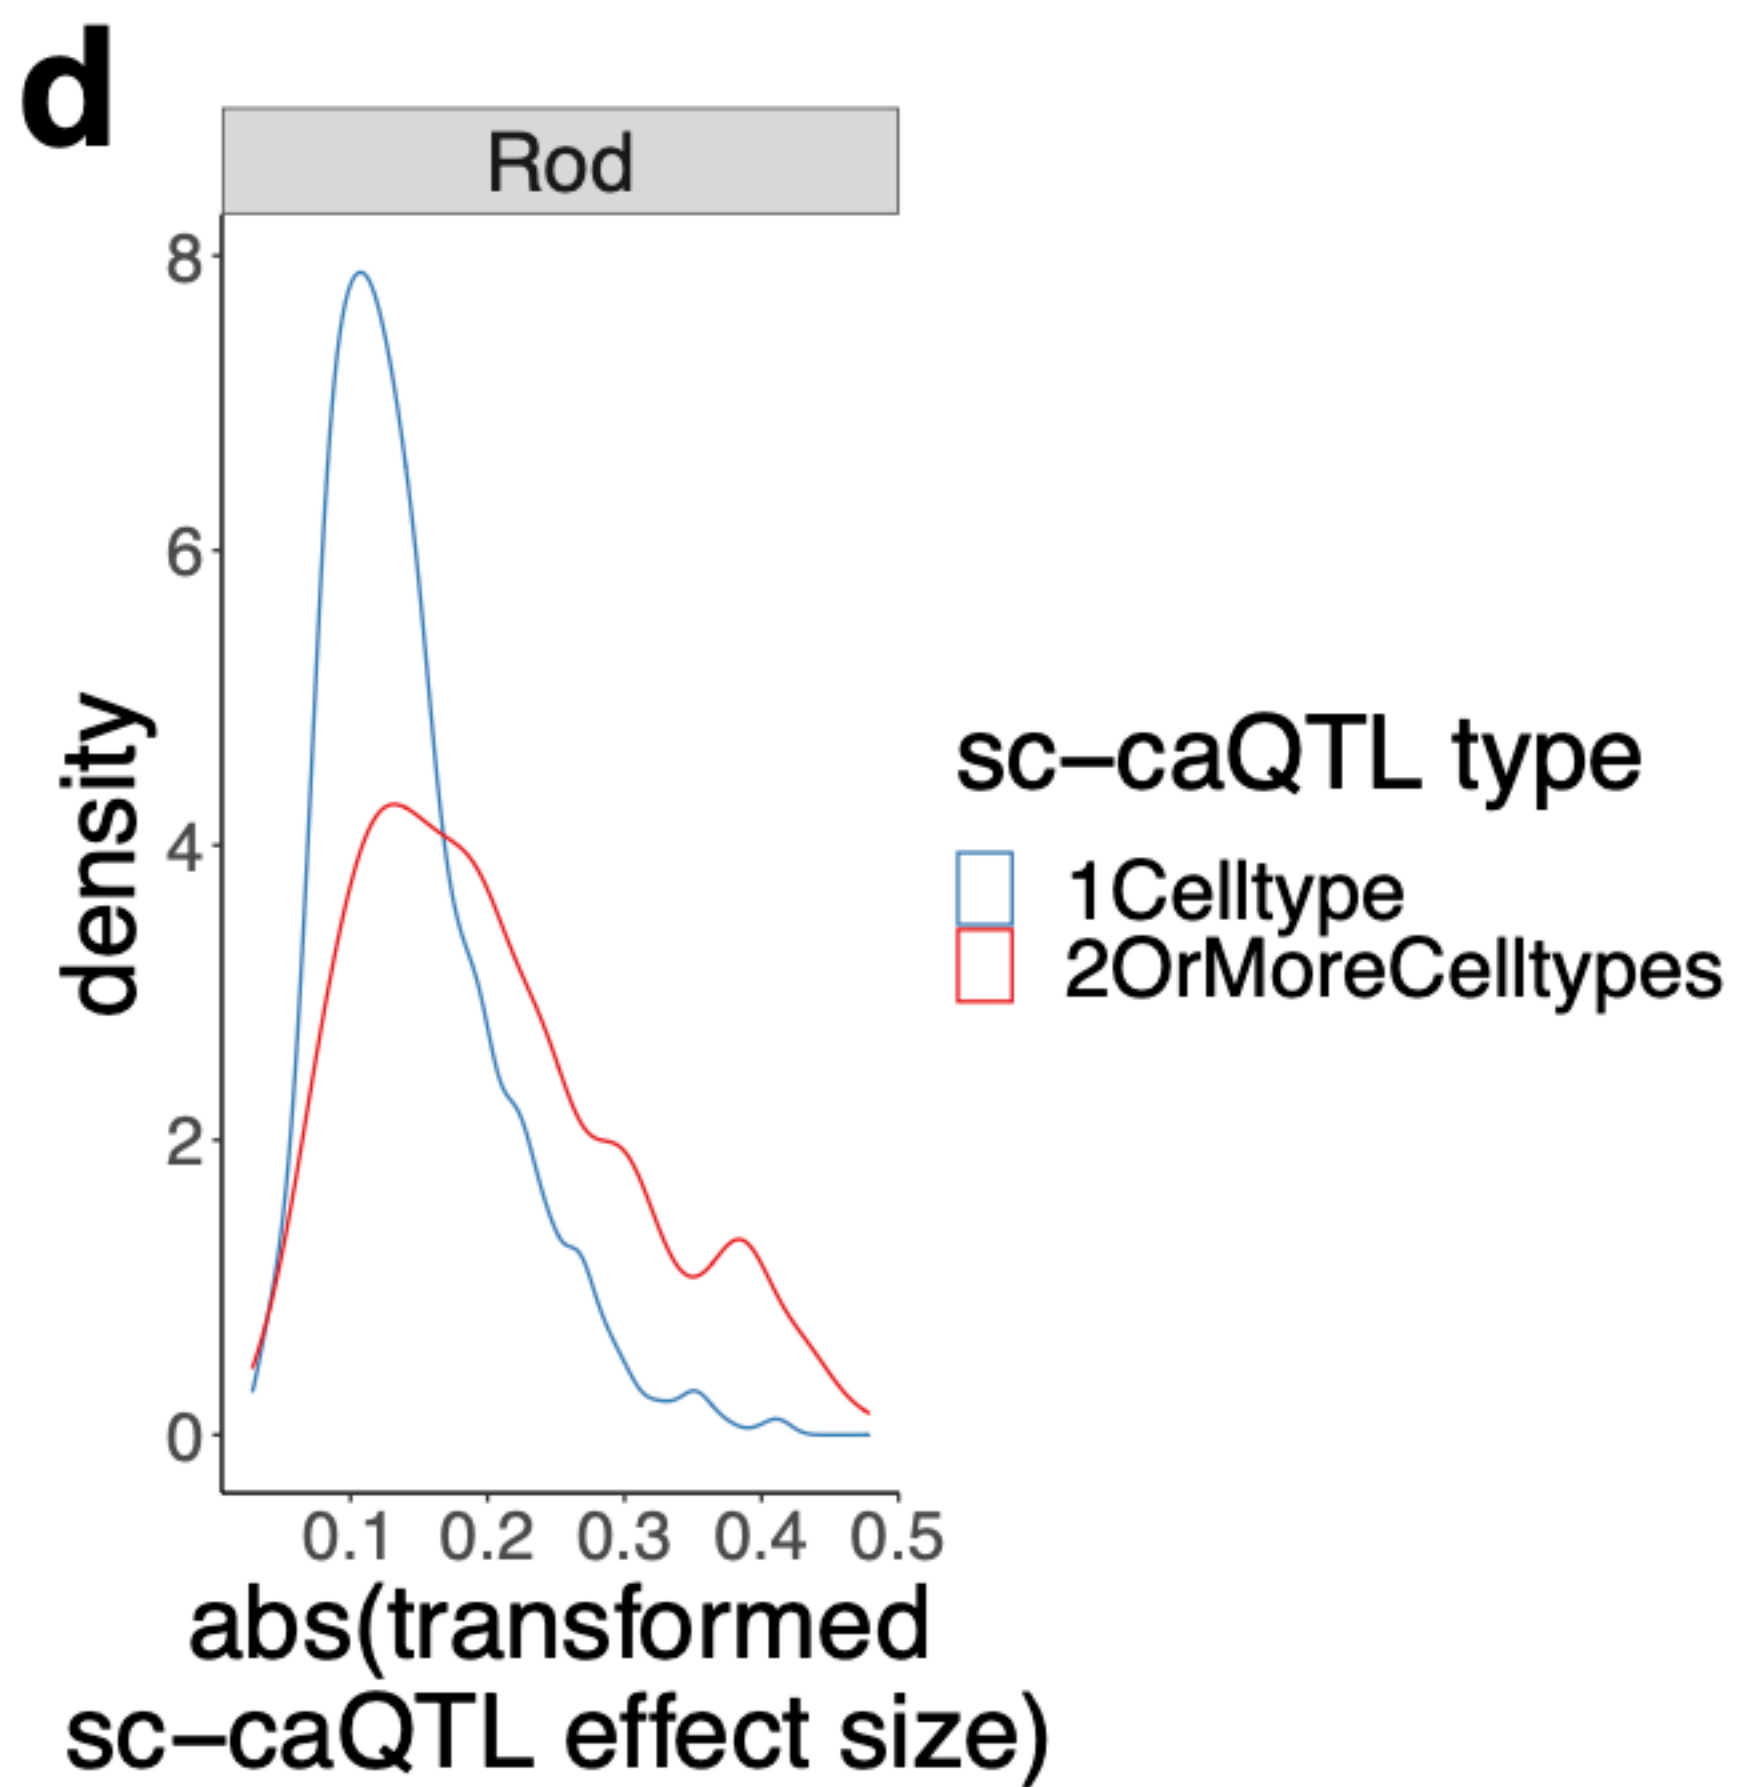 d
Rod
8
6
4
2
0
density
0.1 0.2 0.3 0.4 0.5
abs(transformed
sc−caQTL effect size)
sc−caQTL type
1Celltype
2OrMoreCelltypes